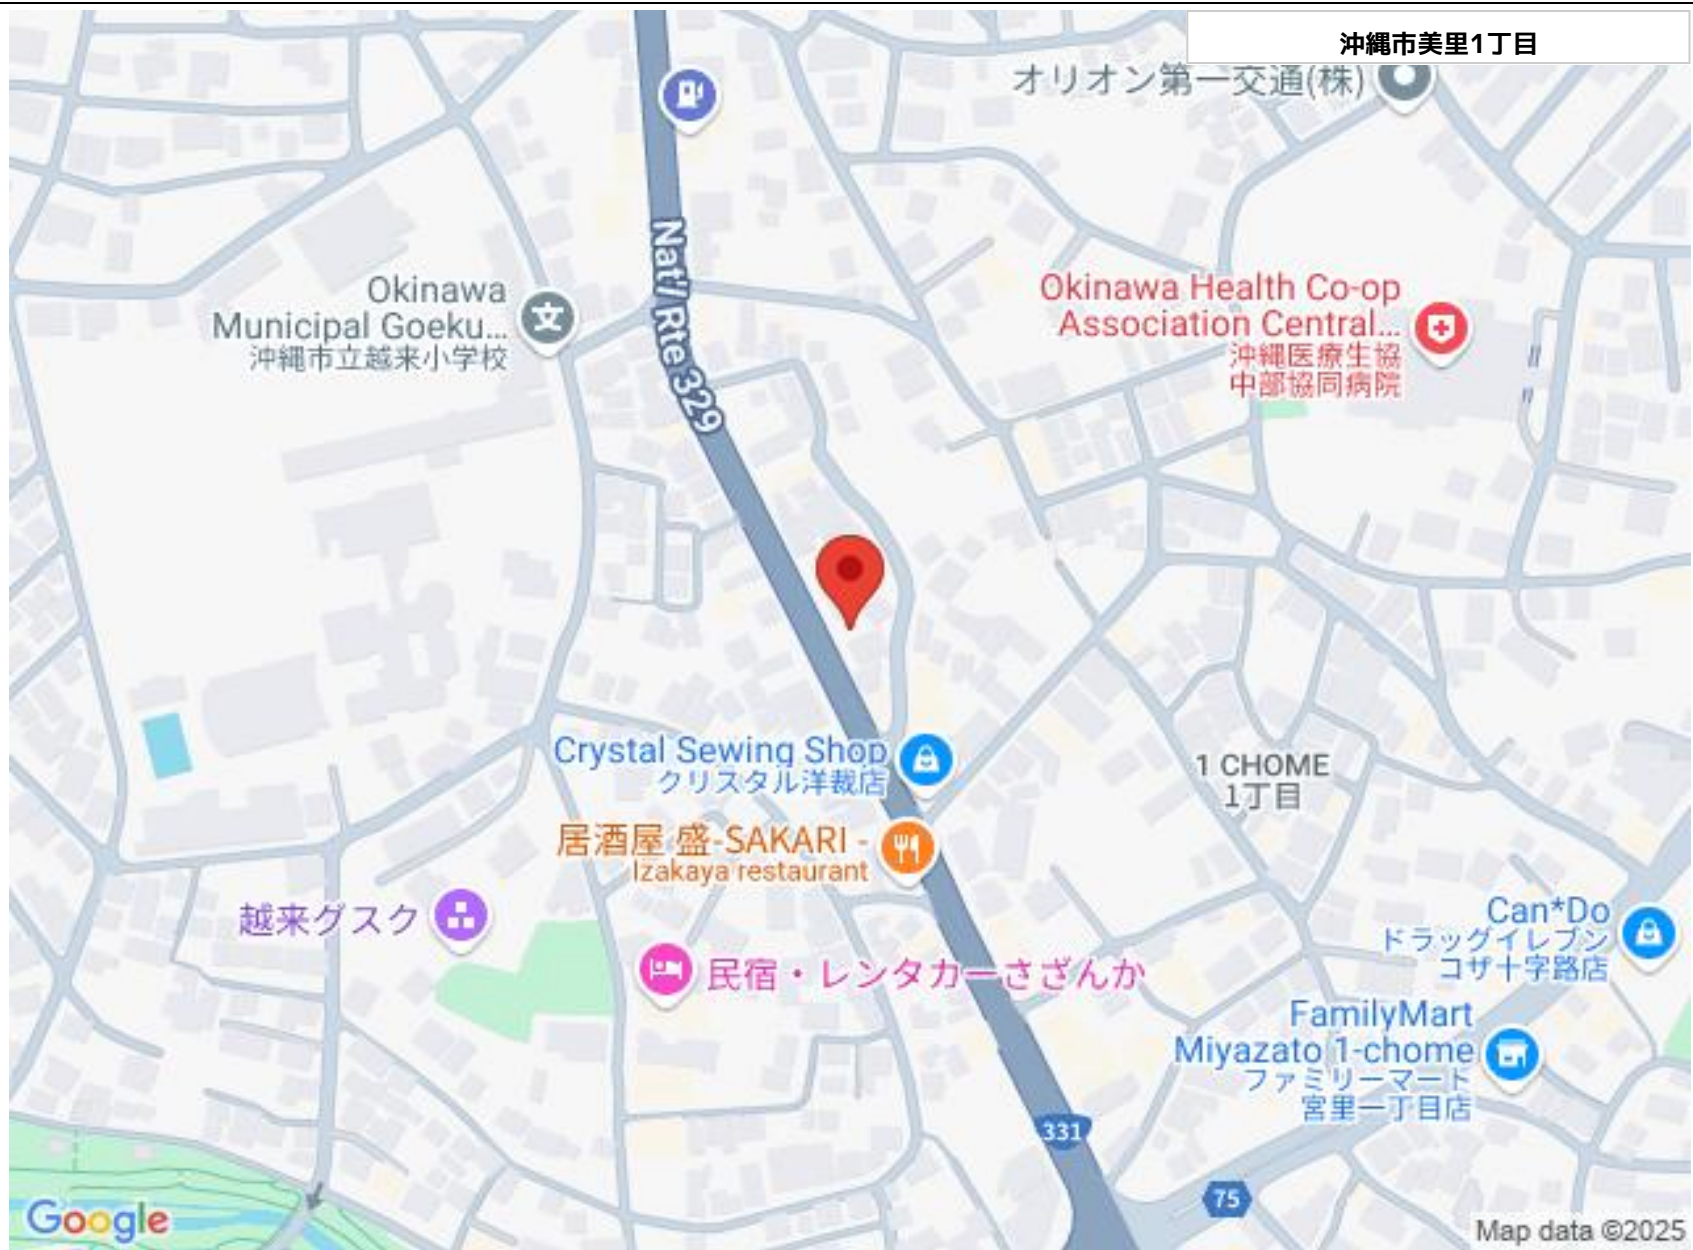 沖縄市美里1丁目
オリオン第一交通(株)
Nat'l Rte 329
Okinawa
Municipal Goeku...
沖縄市立越来小学校
Okinawa Health Co-op
Association Central...
沖縄医療生協
中部協同病院
Crystal Sewing Shop
クリスタル洋裁店
1 CHOME
1丁目
居酒屋 盛-SAKARI -
Izakaya restaurant
越来グスク
Can*Do
ドラッグイレブン
コザ十字路店
民宿・レンタカーさざんか
FamilyMart
Miyazato 1-chome
ファミリーマート
宮里一丁目店
331
75
Google
Map data ©2025